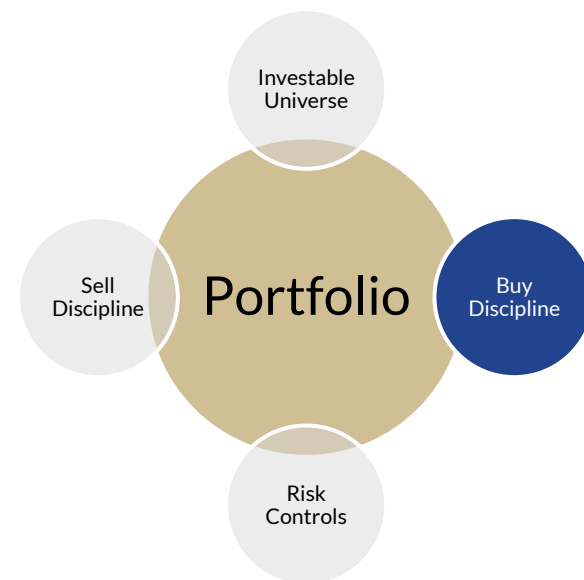 Investable
Universe
Sell
Discipline
Portfolio
Buy
Discipline
Risk
Controls